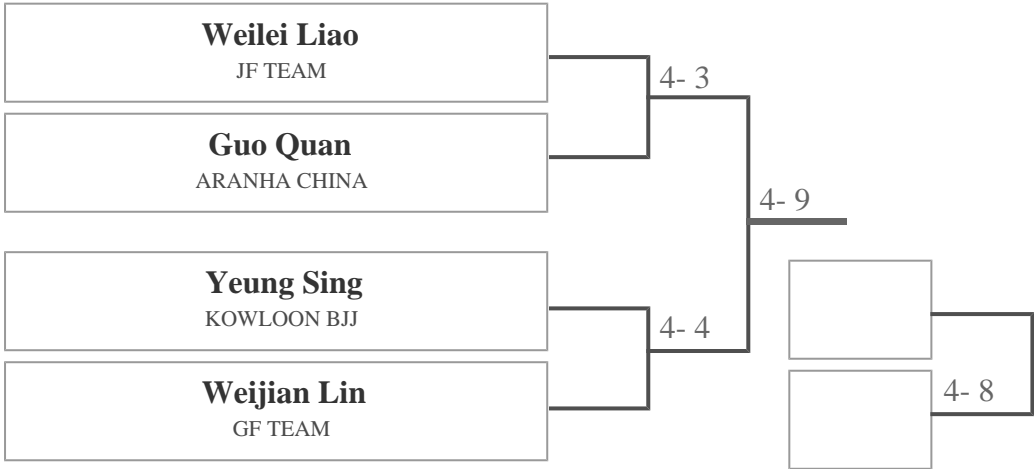 Weilei Liao
JF TEAM
4- 3
Guo Quan
ARANHA CHINA
4- 9
Yeung Sing
KOWLOON BJJ
4- 4
Weijian Lin
GF TEAM
4- 8